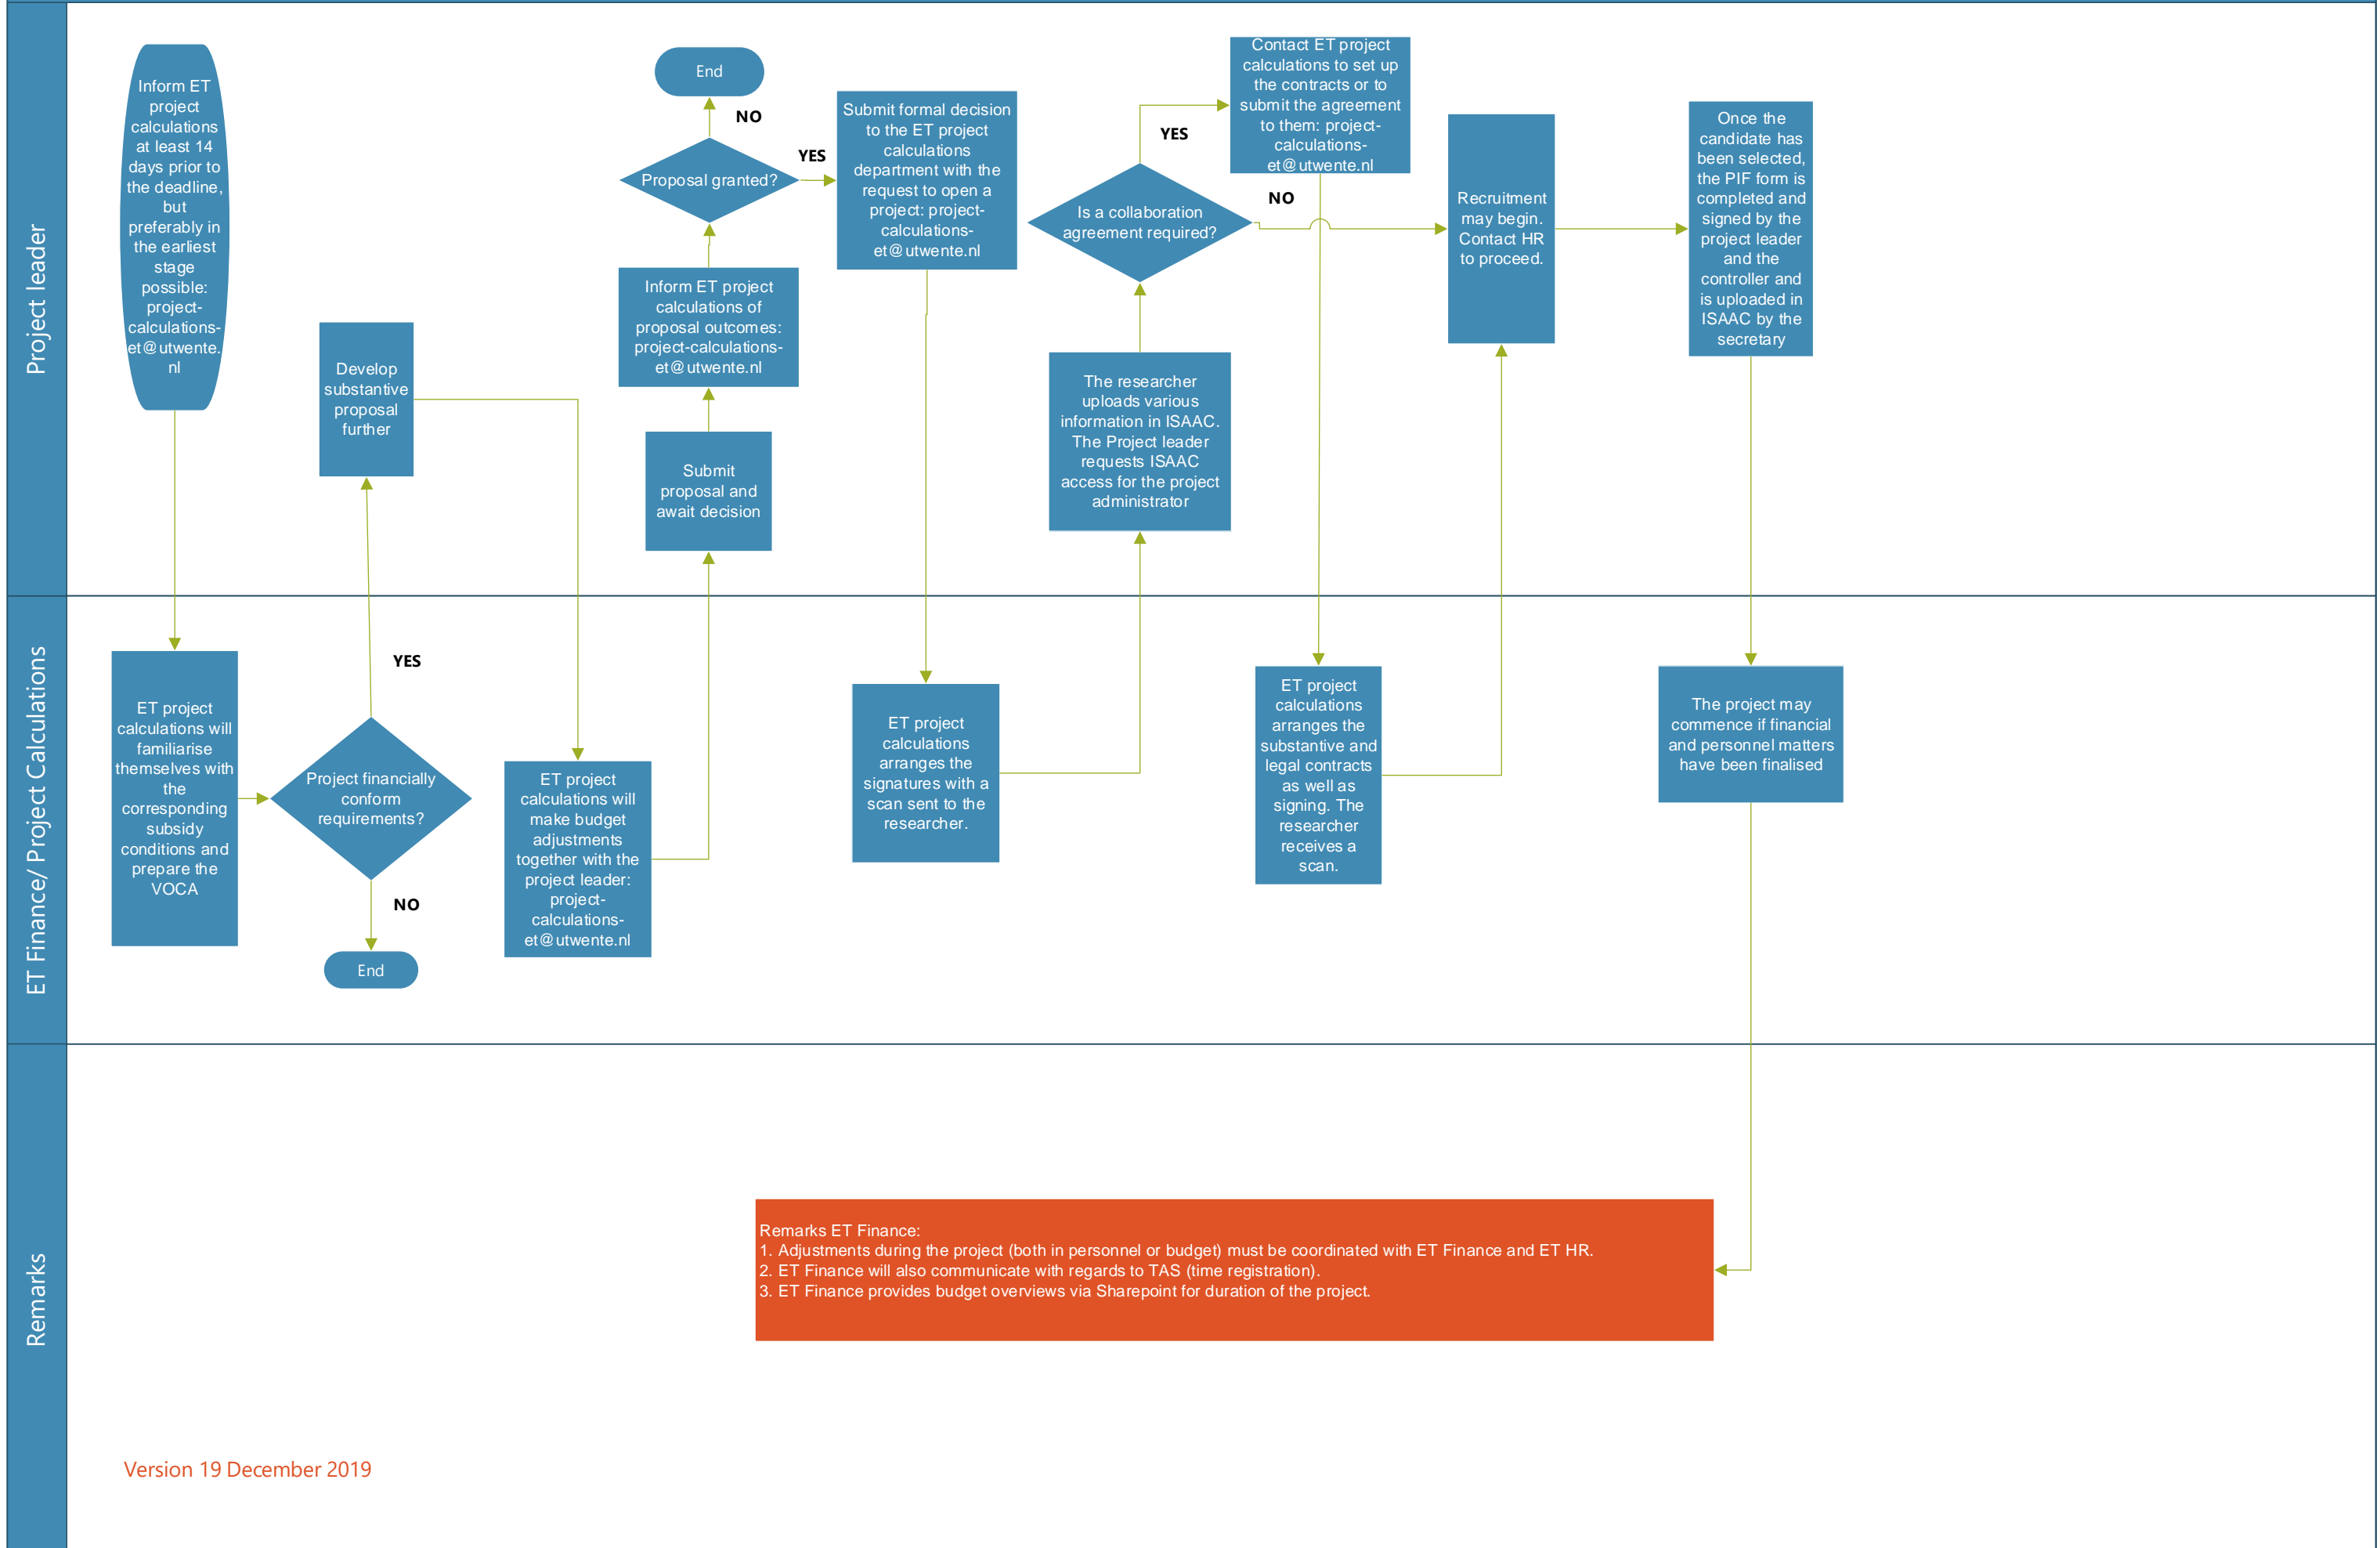 Project leader
Inform ET
project
calculations
at least 14
days prior to
the deadline,
but
preferably in
the earliest
stage
possible:
project-
calculations-
et@utwente.
nl
Develop
substantive
proposal
further
End
NO
Proposal granted?
YES
Inform ET project
calculations of
proposal outcomes:
project-calculations-
et@utwente.nl
Submit
proposal and
await decision
Submit formal decision
to the ET project
calculations
department with the
request to open a
project: project-
calculations-
et@utwente.nl
Is a collaboration
agreement required?
YES
NO
The researcher
uploads various
information in ISAAC.
The Project leader
requests ISAAC
access for the project
administrator
Contact ET project
calculations to set up
the contracts or to
submit the agreement
to them: project-
calculations-
et@utwente.nl
Recruitment
may begin.
Contact HR
to proceed.
Once the
candidate has
been selected,
the PIF form is
completed and
signed by the
project leader
and the
controller and
is uploaded in
ISAAC by the
secretary
ET Finance/ Project Calculations
ET project
calculations will
familiarise
themselves with
the
corresponding
subsidy
conditions and
prepare the
VOCA
YES
Project financially
conform
requirements?
NO
End
ET project
calculations will
make budget
adjustments
together with the
project leader:
project-
calculations-
et@utwente.nl
ET project
calculations
arranges the
signatures with a
scan sent to the
researcher.
ET project
calculations
arranges the
substantive and
legal contracts
as well as
signing. The
researcher
receives a
scan.
The project may
commence if financial
and personnel matters
have been finalised
Remarks
Remarks ET Finance:
1. Adjustments during the project (both in personnel or budget) must be coordinated with ET Finance and ET HR.
2. ET Finance will also communicate with regards to TAS (time registration).
3. ET Finance provides budget overviews via Sharepoint for duration of the project.
Version 19 December 2019